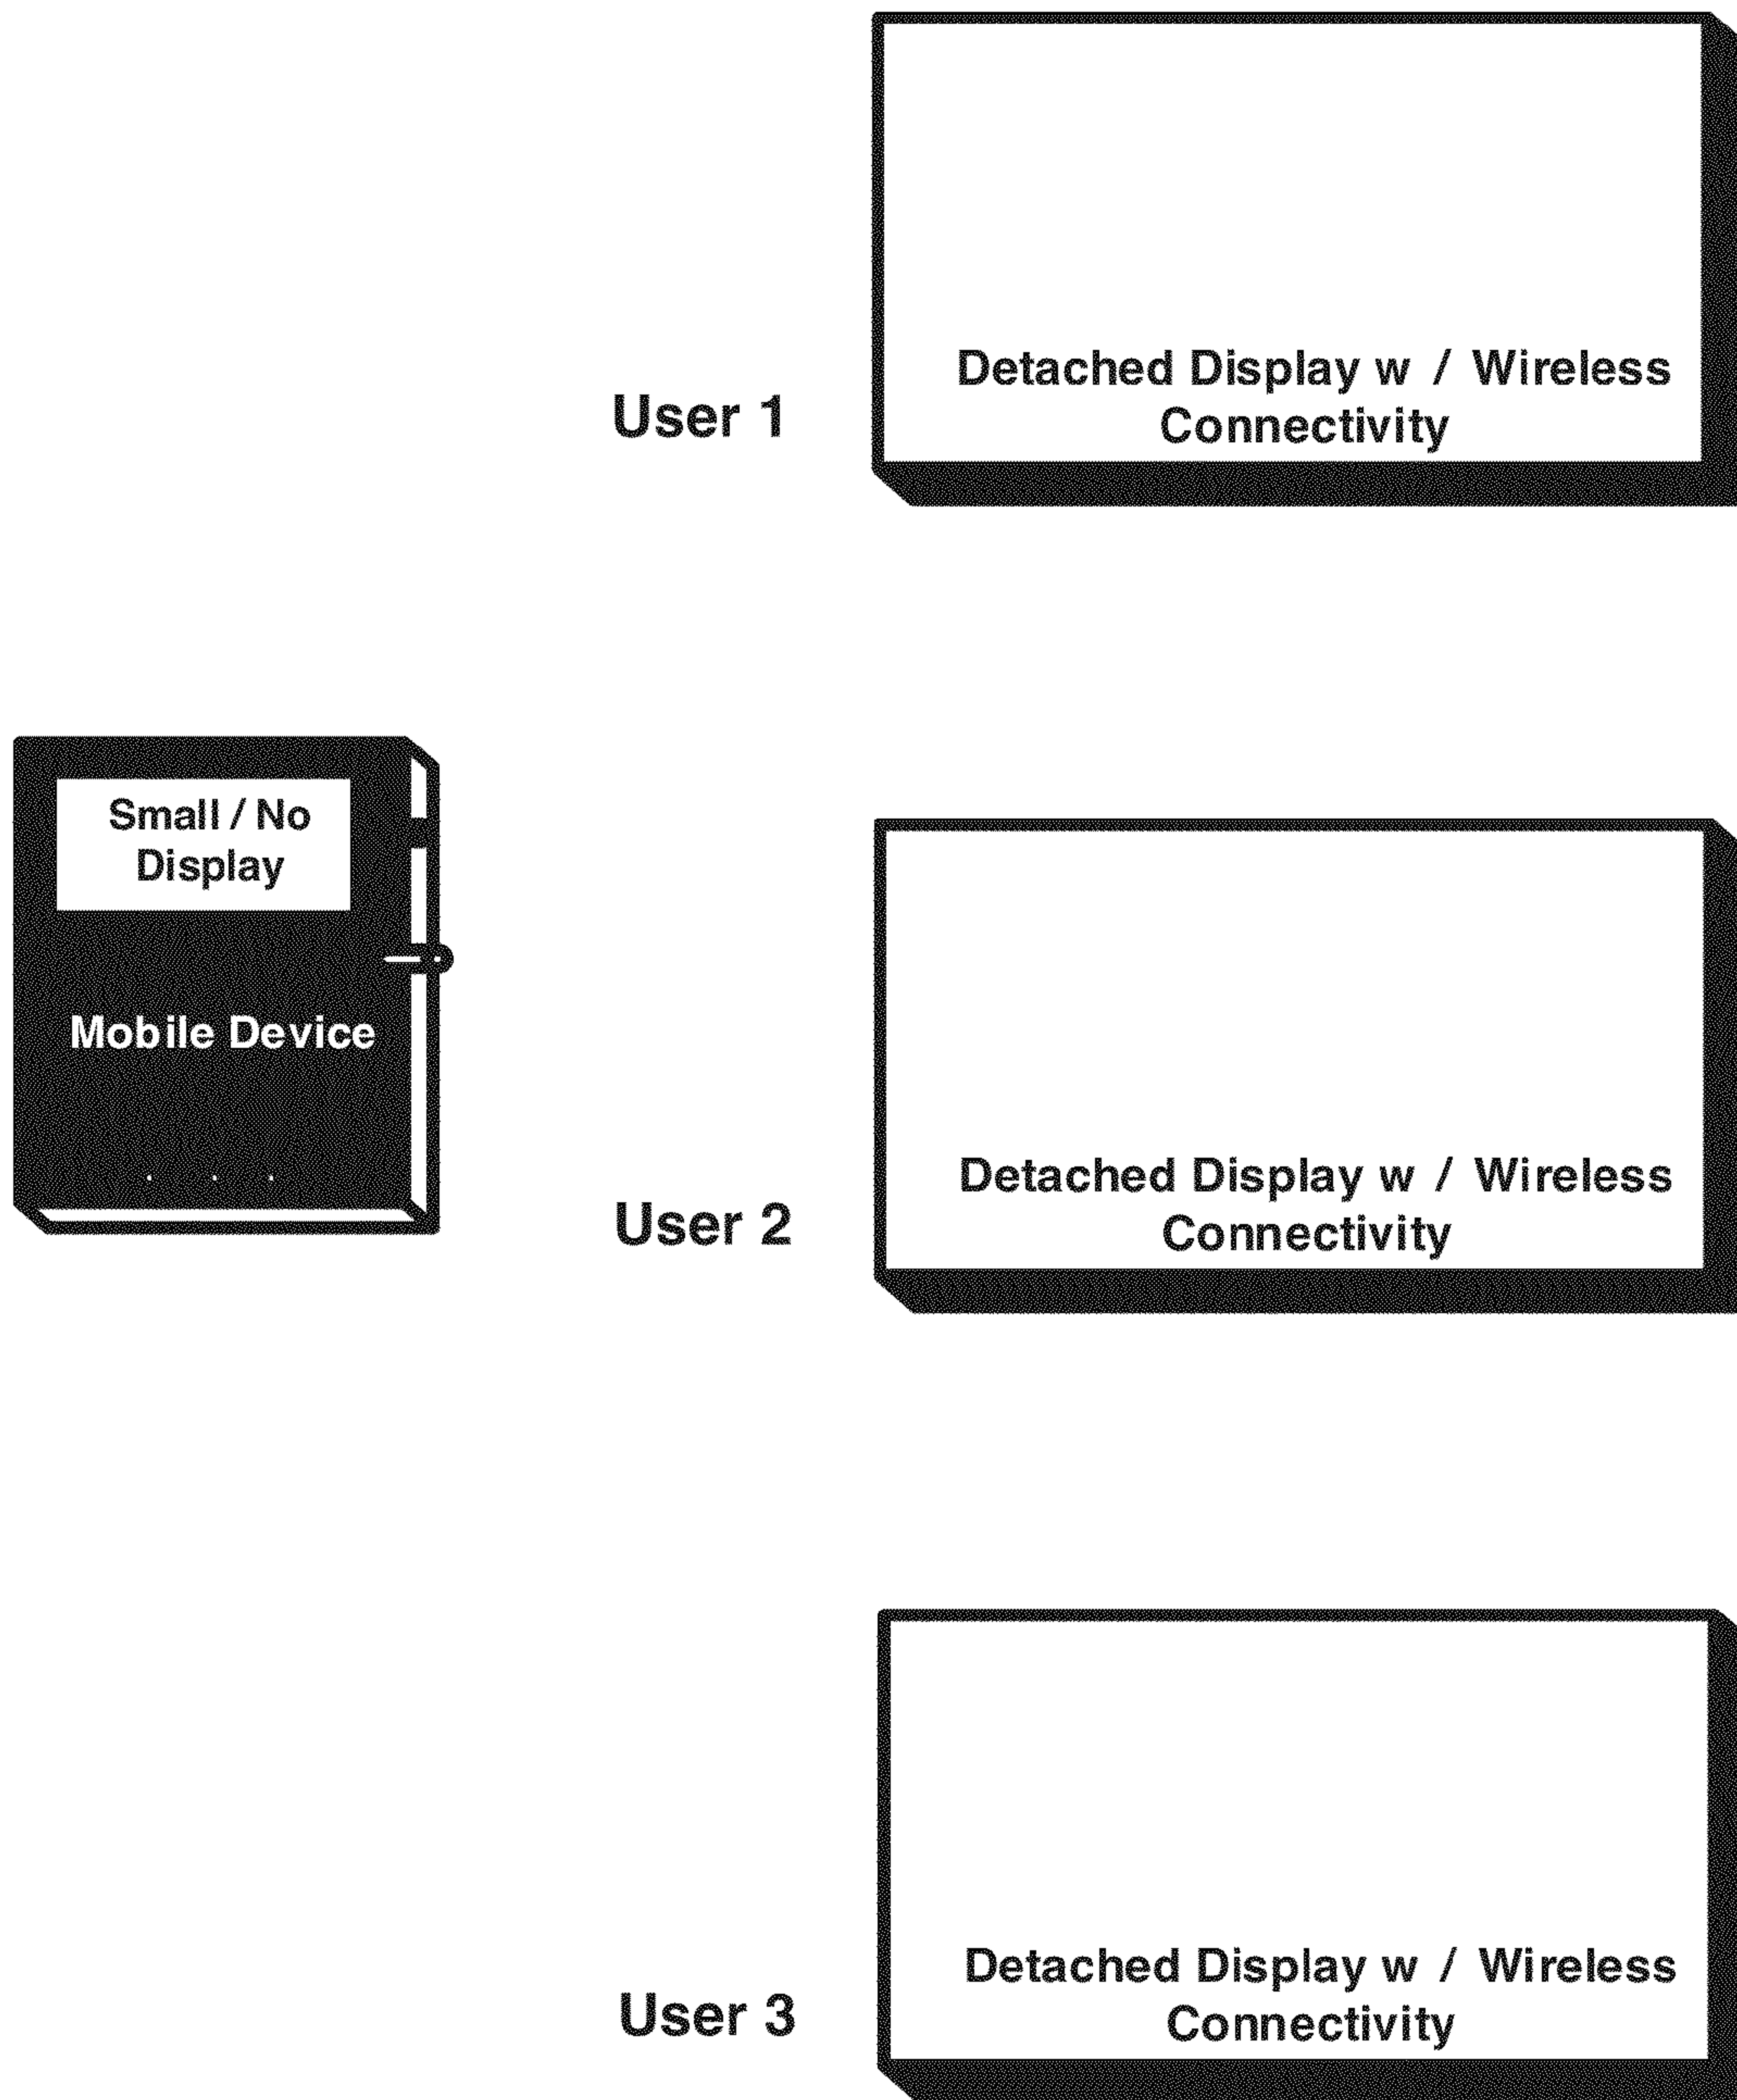 Detached Display w / Wireless
Connectivity
User 1
Small / No
Display
Mobile Device
Detached Display w / Wireless
Connectivity
User 2
Detached Display w / Wireless
Connectivity
User 3